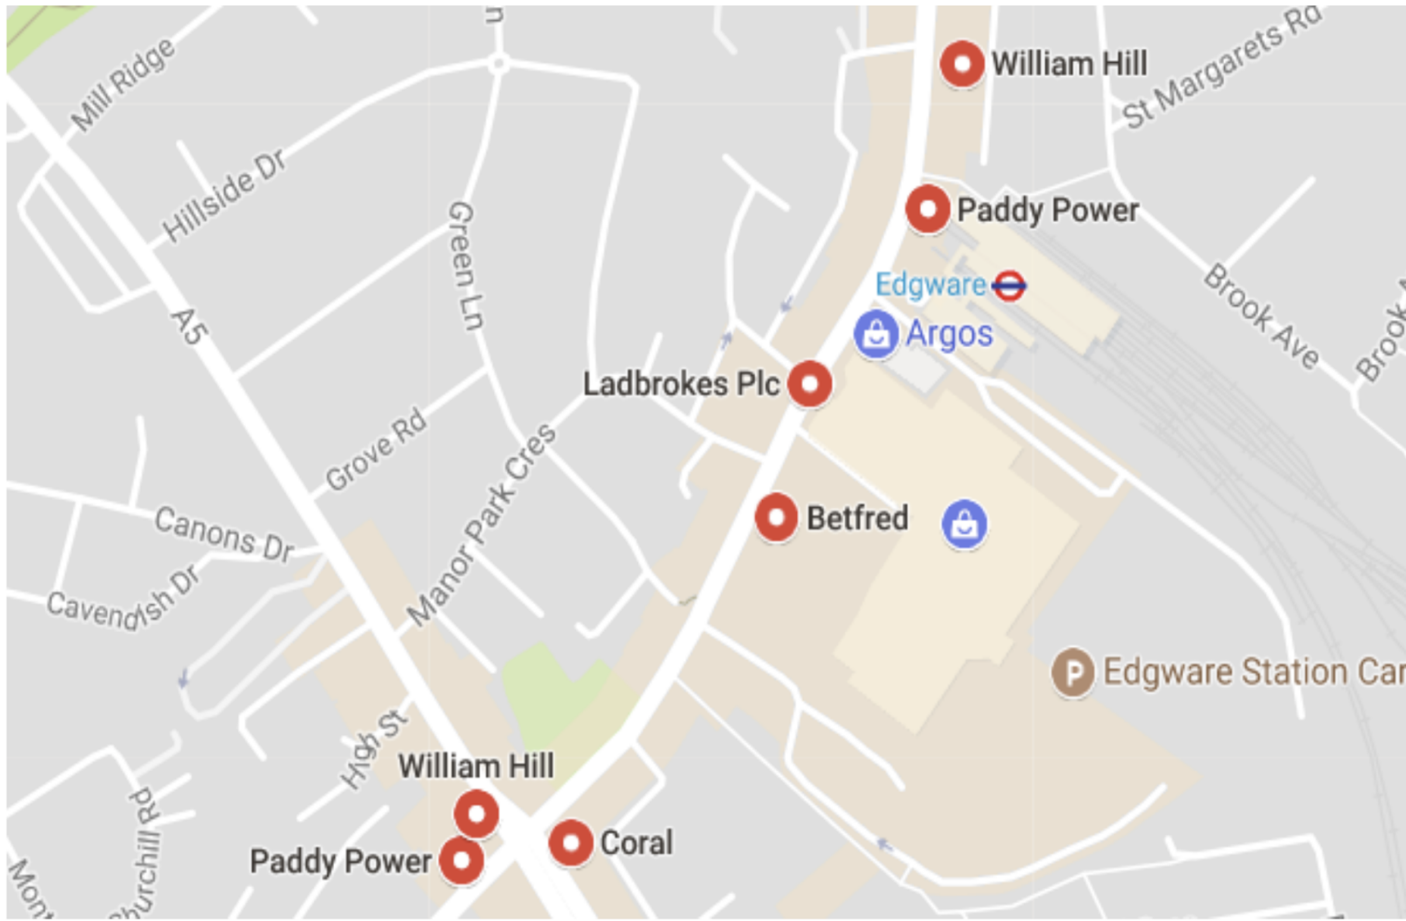 n
William Hill
St Margarets Rd
Mill Ridge
Hillside Dr
Paddy Power
Green Ln
Edgware
Brook Ave
A5
Argos
Brook A
Ladbrokes Plc
Grove Rd
Manor Park Cres
Betfred
Canons Dr
Cavendish Dr
Edgware Station Car
P
High St
William Hill
Coral
Paddy Power
Churchill Rd
Mont